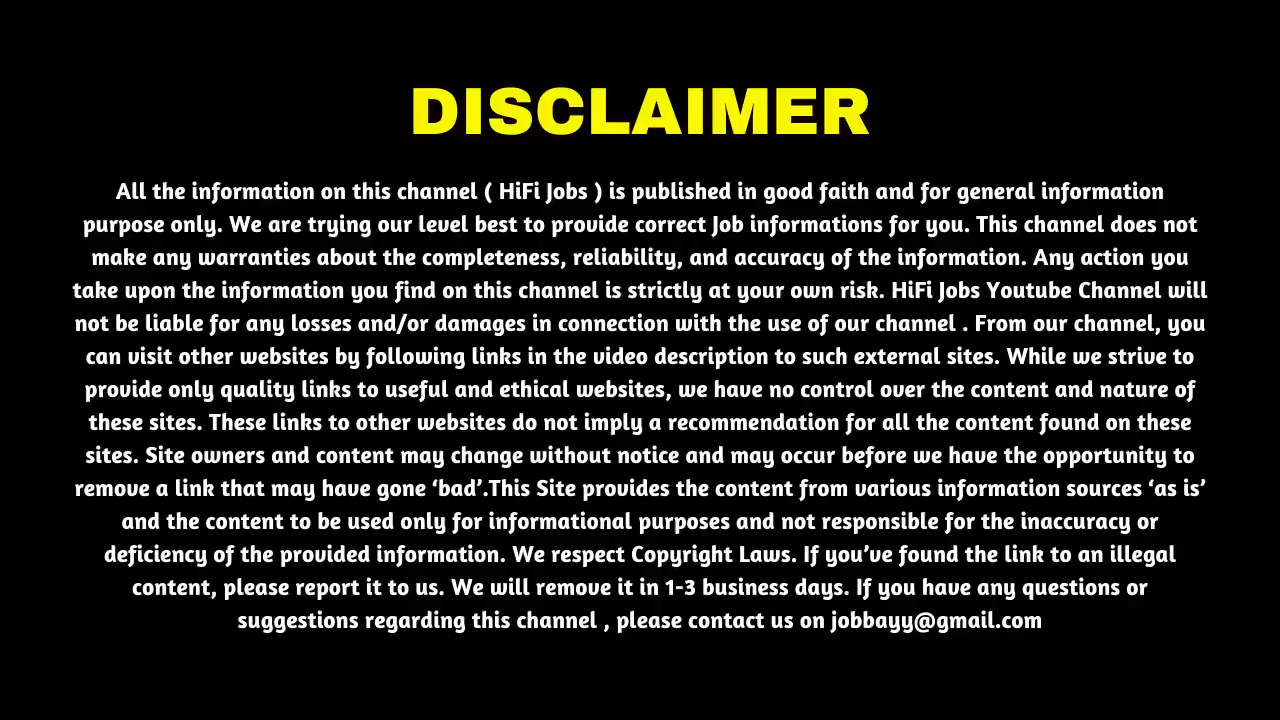 DISCLAIMER
All the information on this channel ( HiFi Jobs ) is published in good faith and for general information
purpose only. We are trying our level best to provide correct Job informations for you. This channel does not
make any warranties about the completeness, reliability, and accuracy of the information. Any action you
take upon the information you find on this channel is strictly at your own risk. HiFi Jobs Youtube Channel will
not be liable for any losses and/or damages in connection with the use of our channel . From our channel, you
can visit other websites by following links in the video description to such external sites. While we strive to
provide only quality links to useful and ethical websites, we have no control over the content and nature of
these sites. These links to other websites do not imply a recommendation for all the content found on these
sites. Site owners and content may change without notice and may occur before we have the opportunity to
remove a link that may have gone ‘bad’.This Site provides the content from various information sources ‘as is’
and the content to be used only for informational purposes and not responsible for the inaccuracy or
deficiency of the provided information. We respect Copyright Laws. If you’ve found the link to an illegal
content, please report it to us. We will remove it in 1-3 business days. If you have any questions or
suggestions regarding this channel , please contact us on jobbayy@gmail.com